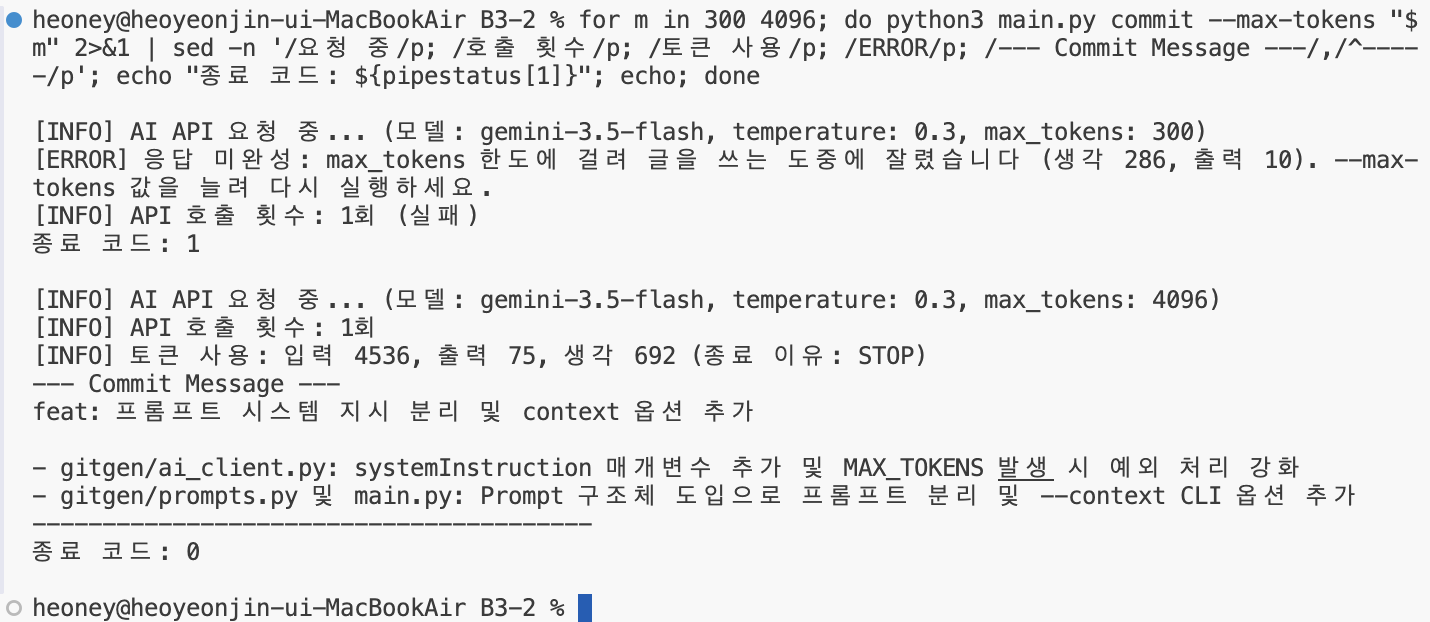 heoney@heoyeonjin-ui-MacBookAir B3-2 % for m in 300 4096; do python3 main.py commit --max-tokens "$
m" 2>&1 | sed -n '/요청 중/p; /호출 횟수/p; /토큰 사용/p; /ERROR/p; /--- Commit Message ---/,/^----
-/p'; echo "종료 코드: ${pipestatus[1]}"; echo; done
[INFO] AI API 요청 중... (모델: gemini-3.5-flash, temperature: 0.3, max_tokens: 300)
[ERROR] 응답 미완성: max_tokens 한도에 걸려 글을 쓰는 도중에 잘렸습니다 (생각 286, 출력 10). --max-
tokens 값을 늘려 다시 실행하세요.
[INFO] API 호출 횟수: 1회 (실패)
종료 코드: 1
[INFO] AI API 요청 중... (모델: gemini-3.5-flash, temperature: 0.3, max_tokens: 4096)
[INFO] API 호출 횟수: 1회
[INFO] 토큰 사용: 입력 4536, 출력 75, 생각 692 (종료 이유: STOP)
--- Commit Message ---
feat: 프롬프트 시스템 지시 분리 및 context 옵션 추가
- gitgen/ai_client.py: systemInstruction 매개변수 추가 및 MAX_TOKENS 발생 시 예외 처리 강화
- gitgen/prompts.py 및 main.py: Prompt 구조체 도입으로 프롬프트 분리 및 --context CLI 옵션 추가
----------------------------------------
종료 코드: 0
heoney@heoyeonjin-ui-MacBookAir B3-2 %